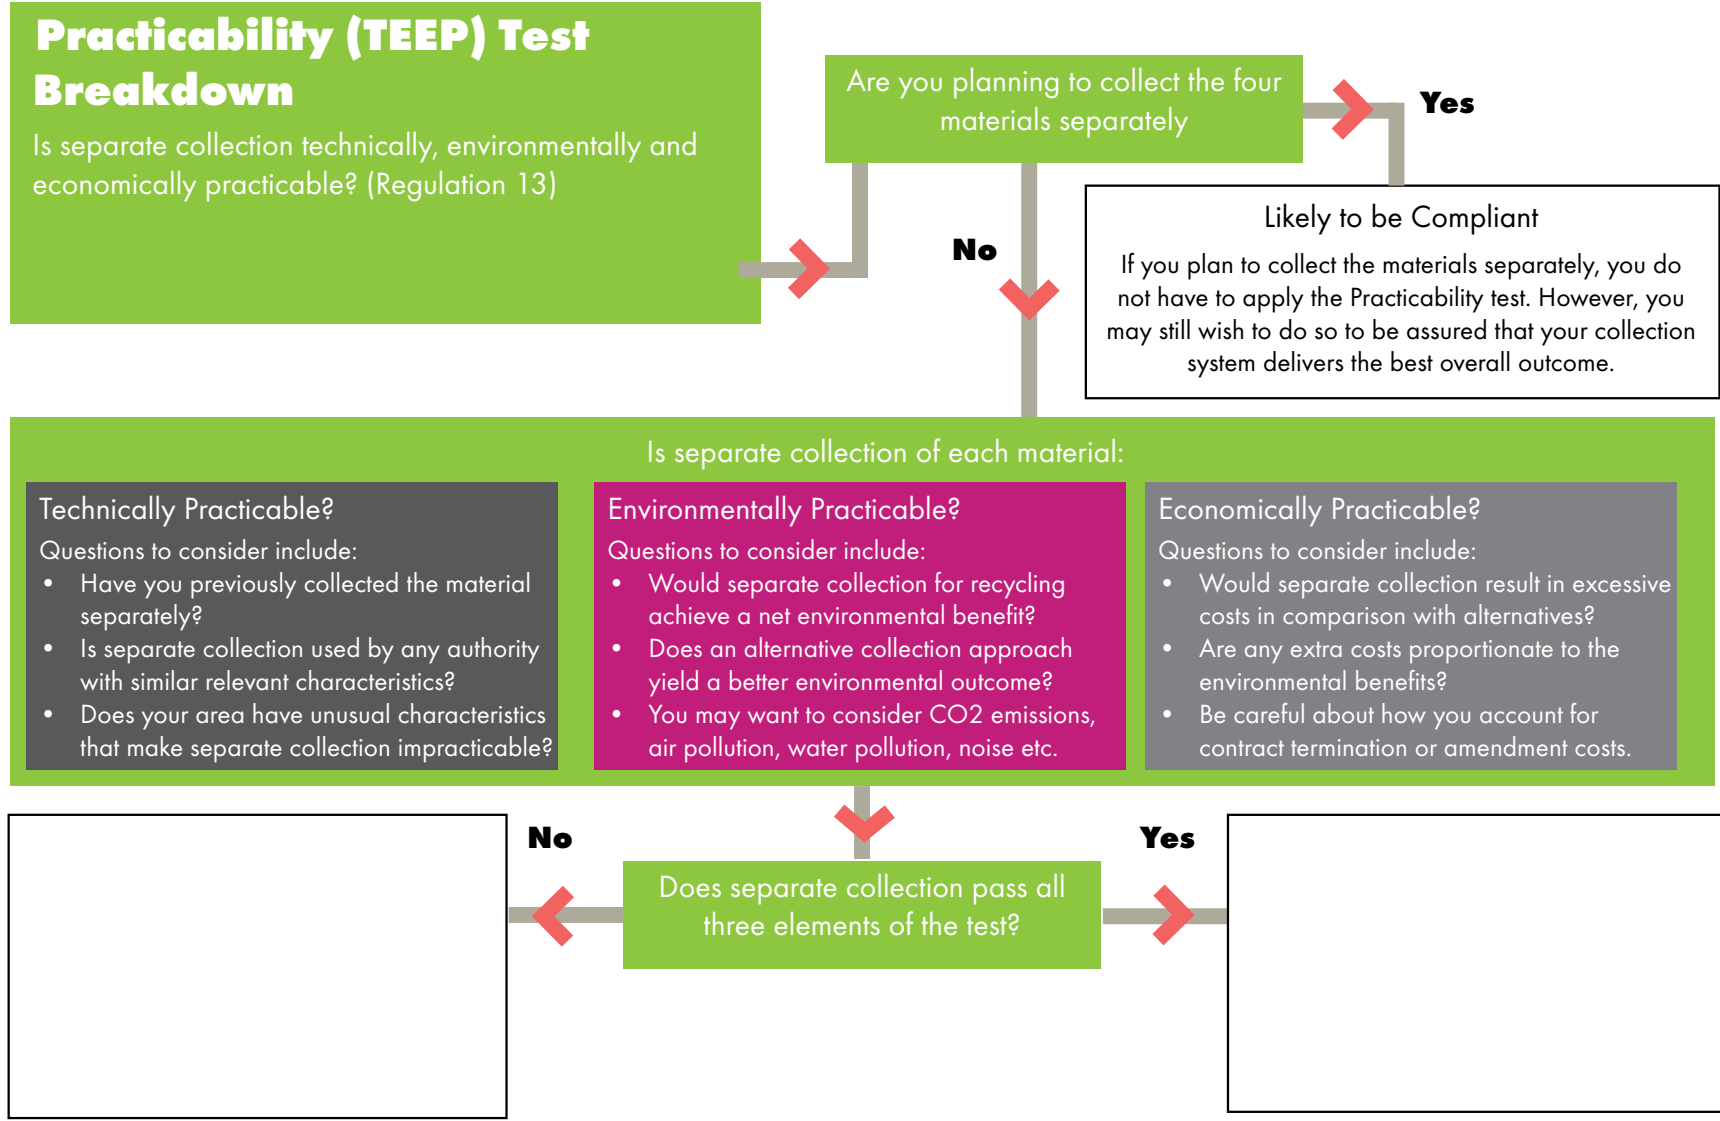 Practicability (TEEP) Test
Breakdown
Is separate collection technically, environmentally and
economically practicable? (Regulation 13)
Are you planning to collect the four
materials separately
Yes
No
Likely to be Compliant
If you plan to collect the materials separately, you do
not have to apply the Practicability test. However, you
may still wish to do so to be assured that your collection
system delivers the best overall outcome.
Is separate collection of each material:
Technically Practicable?
Questions to consider include:
• Have you previously collected the material
separately?
• Is separate collection used by any authority
with similar relevant characteristics?
• Does your area have unusual characteristics
that make separate collection impracticable?
Environmentally Practicable?
Questions to consider include:
• Would separate collection for recycling
achieve a net environmental benefit?
• Does an alternative collection approach
yield a better environmental outcome?
• You may want to consider CO2 emissions,
air pollution, water pollution, noise etc.
Economically Practicable?
Questions to consider include:
• Would separate collection result in excessive
costs in comparison with alternatives?
• Are any extra costs proportionate to the
environmental benefits?
• Be careful about how you account for
contract termination or amendment costs.
No
Yes
Does separate collection pass all
three elements of the test?